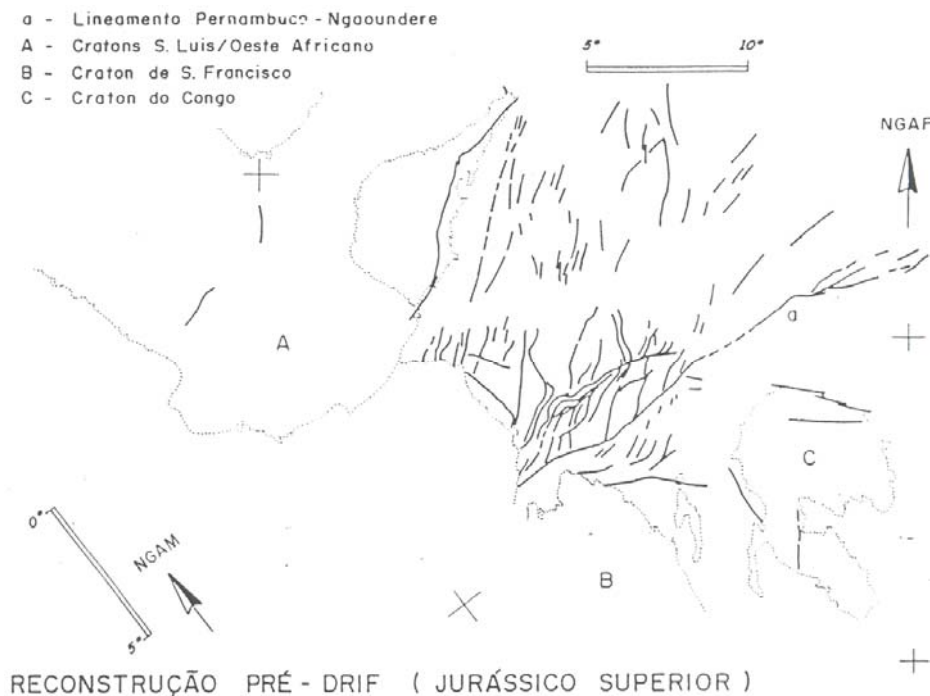 a - Lineamento Pernambuco - Ngaoundere
A - Cratons S. Luis/Oeste Africano
B - Craton de S. Francisco
C - Craton do Congo
5° 10°
NGAF
A
a
C
0°
NGAM
5°
B
RECONSTRUÇÃO PRÉ - DRIF ( JURÁSSICO SUPERIOR )